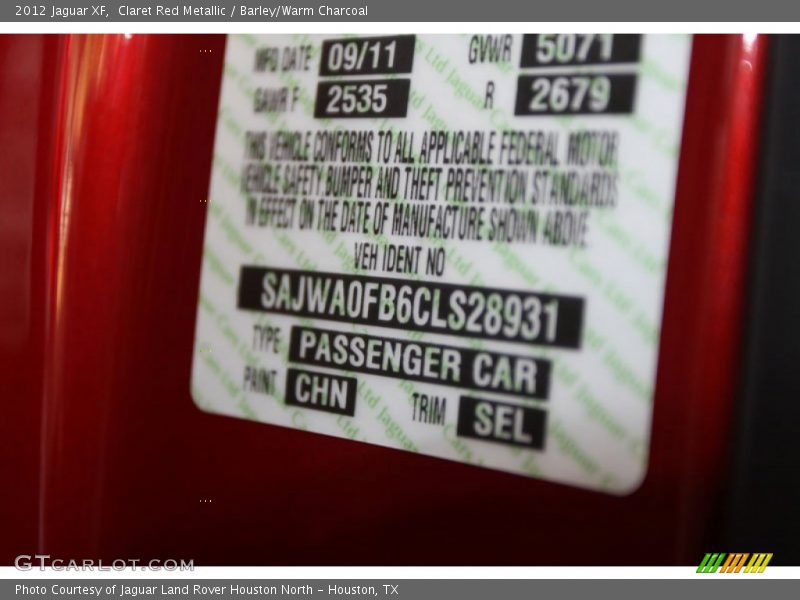 2012 Jaguar XF,  Claret Red Metallic / Barley/Warm Charcoal
MFD DATE 09/11 GVWR 5071
GAWR F 2535 R 2679
THIS VEHICLE CONFORMS TO ALL APPLICABLE FEDERAL MOTOR
VEHICLE SAFETY BUMPER AND THEFT PREVENTION STANDARDS
IN EFFECT ON THE DATE OF MANUFACTURE SHOWN ABOVE
VEH IDENT NO
SAJWA0FB6CLS28931
TYPE PASSENGER CAR
PAINT CHN TRIM SEL
GTCARLOT.COM
Photo Courtesy of Jaguar Land Rover Houston North - Houston, TX